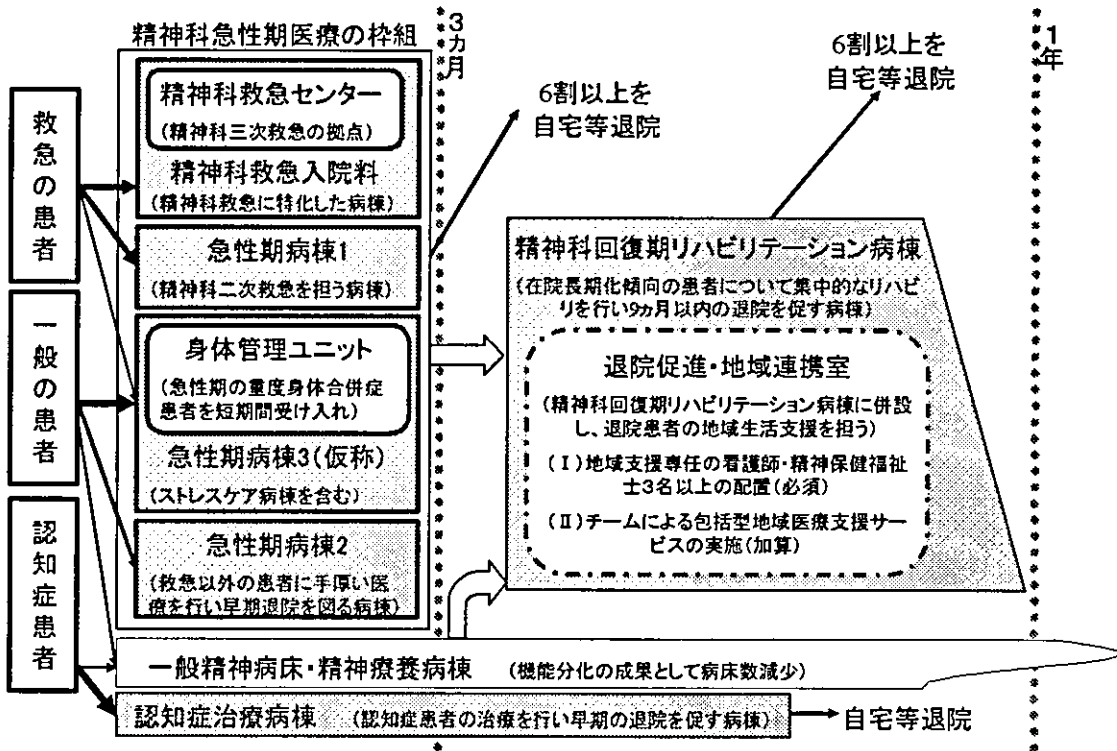 精神科急性期医療の枠組
3カ月
1年
救急の患者
一般の患者
認知症患者
精神科救急センター
(精神科三次救急の拠点)
精神科救急入院料
(精神科救急に特化した病棟)
急性期病棟1
(精神科二次救急を担う病棟)
身体管理ユニット
(急性期の重度身体合併症
患者を短期間受け入れ)
急性期病棟3(仮称)
(ストレスケア病棟を含む)
急性期病棟2
(救急以外の患者に手厚い医
療を行い早期退院を図る病棟)
6割以上を
自宅等退院
6割以上を
自宅等退院
精神科回復期リハビリテーション病棟
(在院長期化傾向の患者について集中的なリハビ
リを行い9ヵ月以内の退院を促す病棟)
退院促進・地域連携室
(精神科回復期リハビリテーション病棟に併設
し、退院患者の地域生活支援を担う)
(Ⅰ)地域支援専任の看護師・精神保健福祉
士3名以上の配置(必須)
(Ⅱ)チームによる包括型地域医療支援サー
ビスの実施(加算)
一般精神病床・精神療養病棟 (機能分化の成果として病床数減少)
認知症治療病棟 (認知症患者の治療を行い早期の退院を促す病棟)
自宅等退院